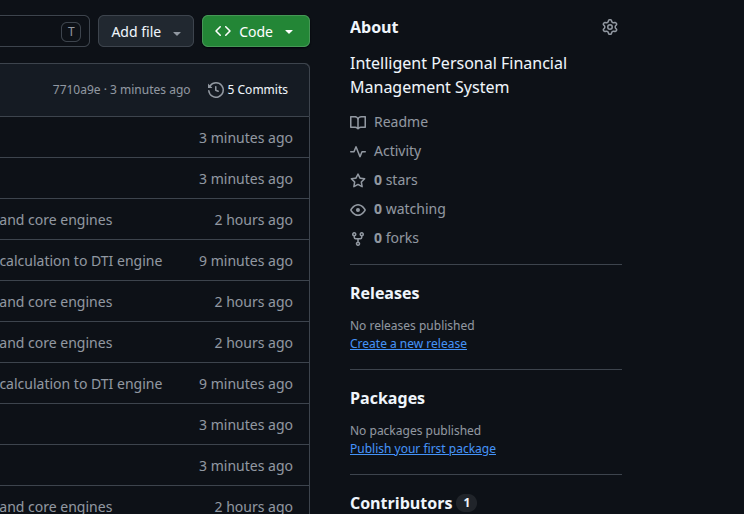 T
Add file
Code
7710a9e · 3 minutes ago
5 Commits
3 minutes ago
3 minutes ago
and core engines 2 hours ago
calculation to DTI engine 9 minutes ago
and core engines 2 hours ago
and core engines 2 hours ago
calculation to DTI engine 9 minutes ago
3 minutes ago
3 minutes ago
and core engines 2 hours ago
About
Intelligent Personal Financial
Management System
Readme
Activity
0 stars
0 watching
0 forks
Releases
No releases published
Create a new release
Packages
No packages published
Publish your first package
Contributors 1